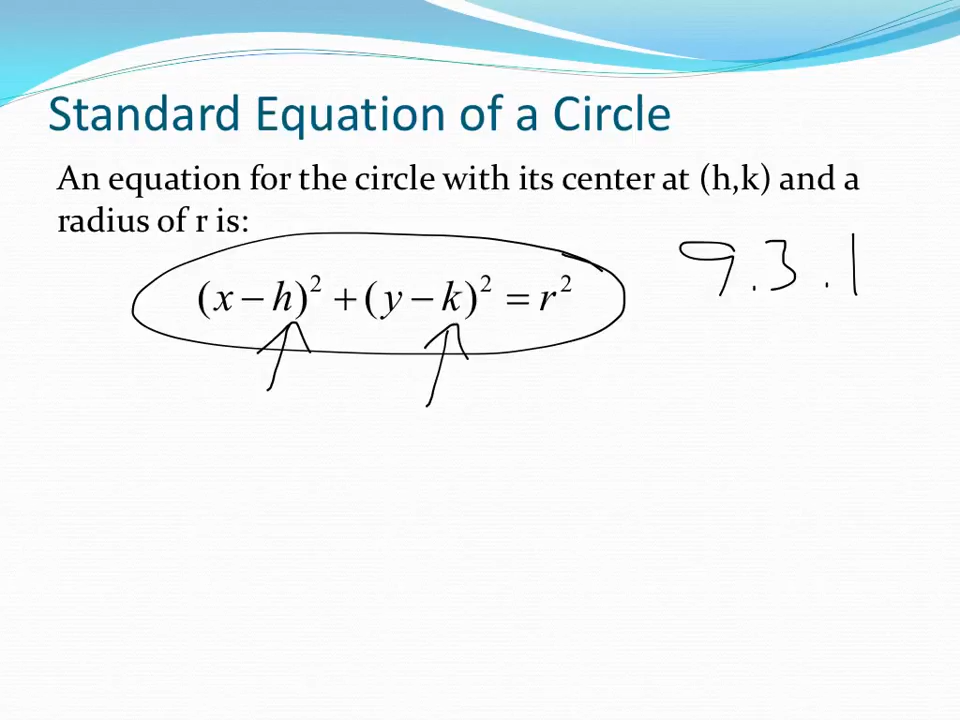 Standard Equation of a Circle
An equation for the circle with its center at (h,k) and a
radius of r is:
(x − h)² + (y − k)² = r²
9.3.1